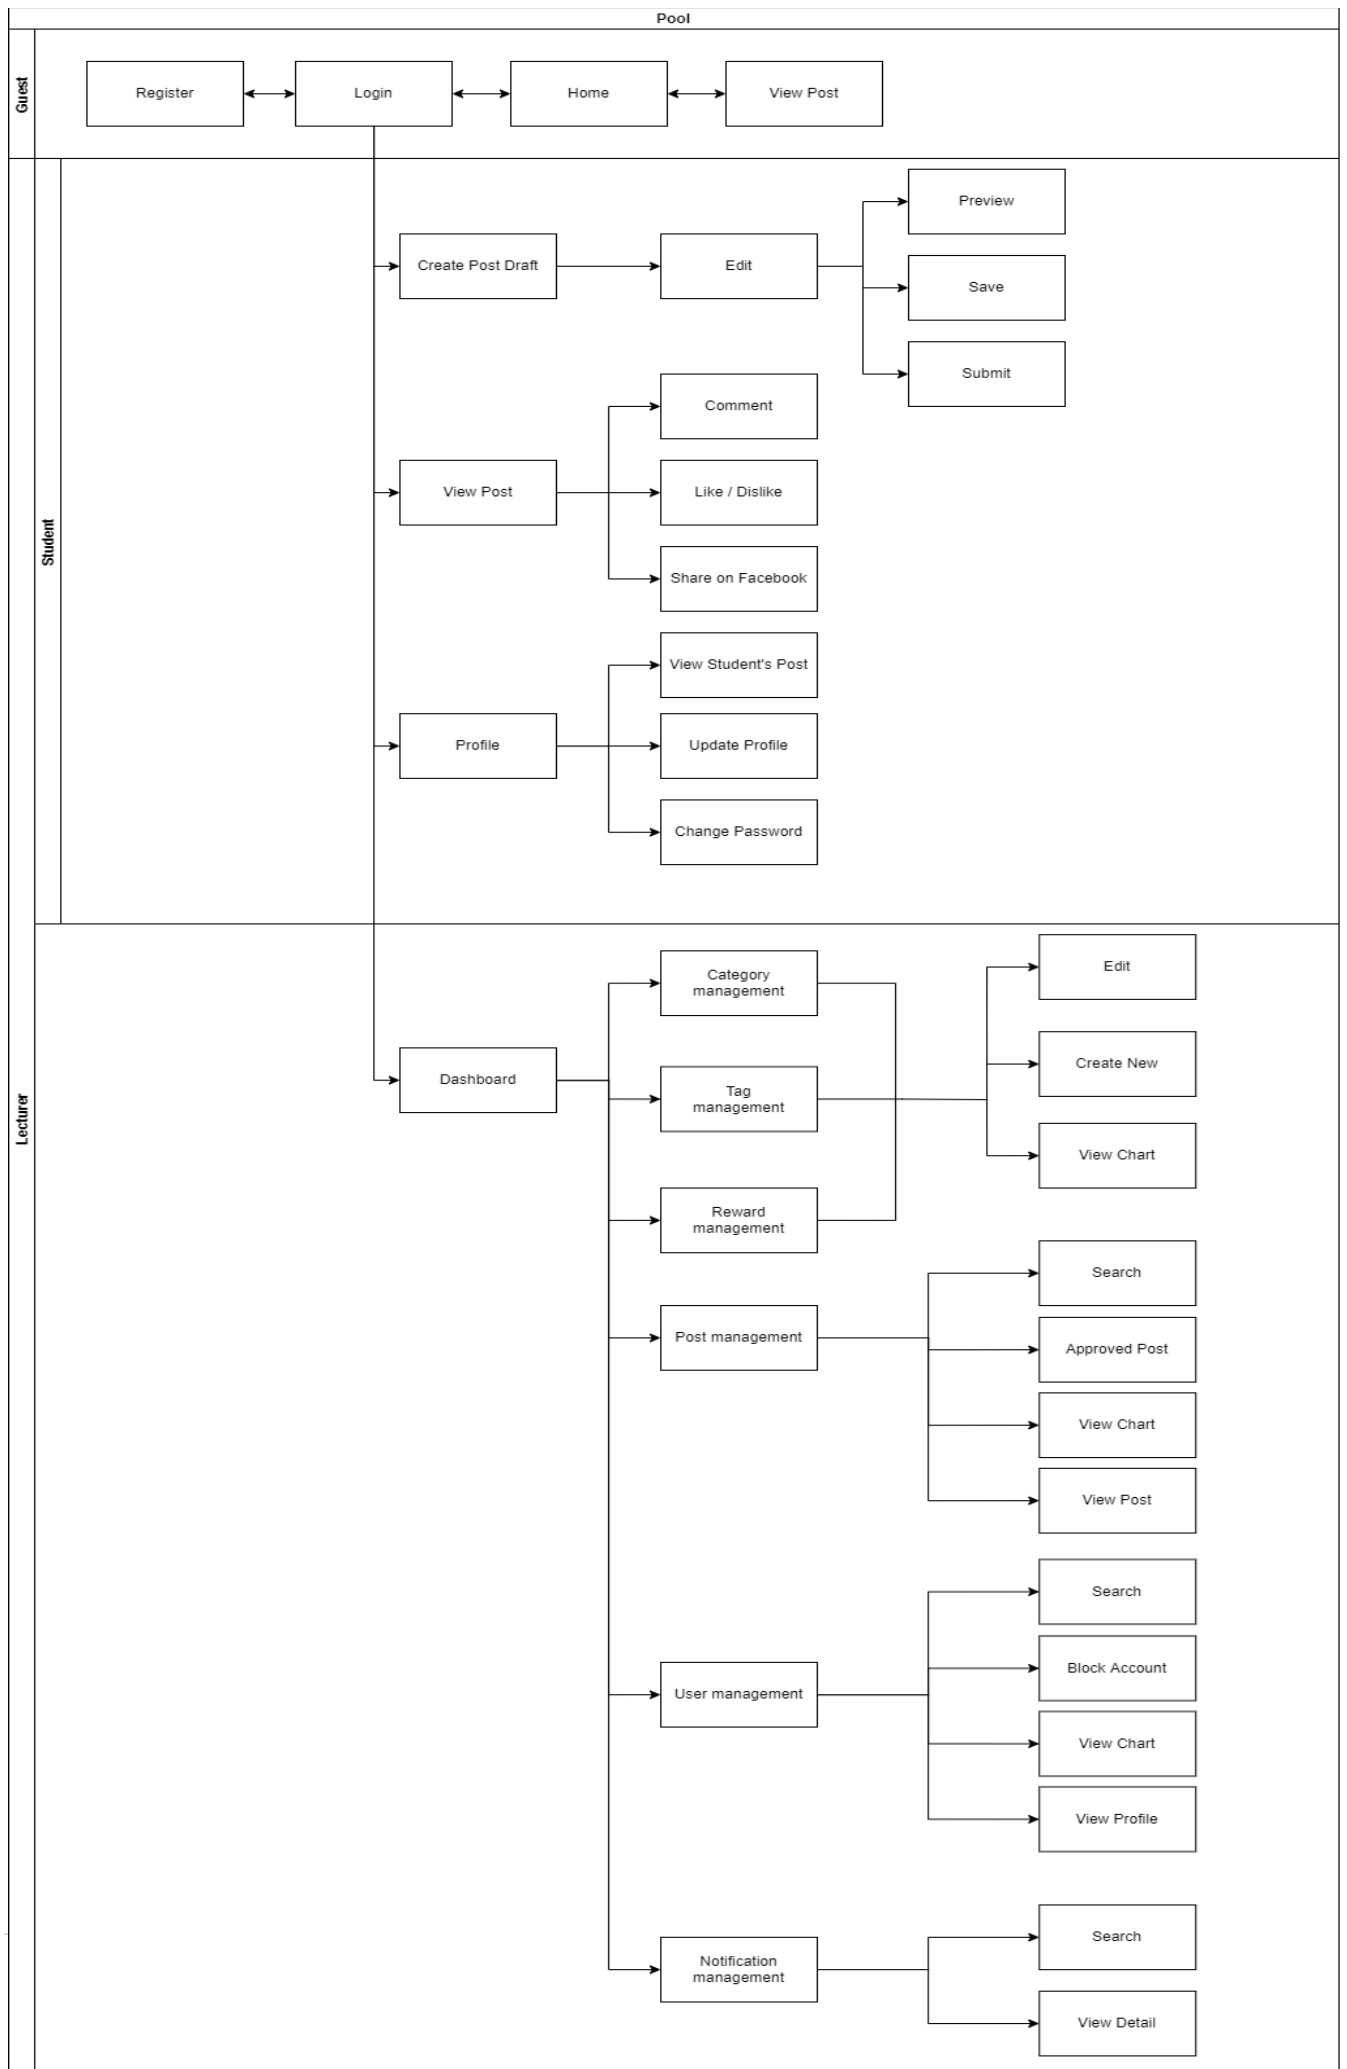 Pool
Guest
Register
Login
Home
View Post
Student
Preview
Create Post Draft
Edit
Save
Submit
Comment
View Post
Like / Dislike
Share on Facebook
View Student's Post
Profile
Update Profile
Change Password
Lecturer
Edit
Category
management
Create New
Dashboard
Tag
management
View Chart
Reward
management
Search
Post management
Approved Post
View Chart
View Post
Search
Block Account
User management
View Chart
View Profile
Search
Notification
management
View Detail